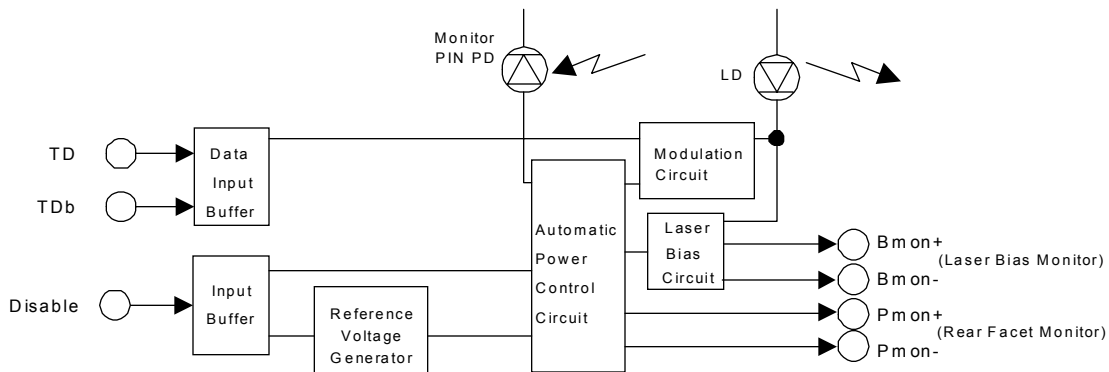 Monitor
PIN PD
LD
TD
TDb
Data
Input
Buffer
Modulation
Circuit
Automatic
Power
Control
Circuit
Laser
Bias
Circuit
Bmon+
(Laser Bias Monitor)
Bmon-
Disable
Input
Buffer
Reference
Voltage
Generator
Pmon+
(Rear Facet Monitor)
Pmon-